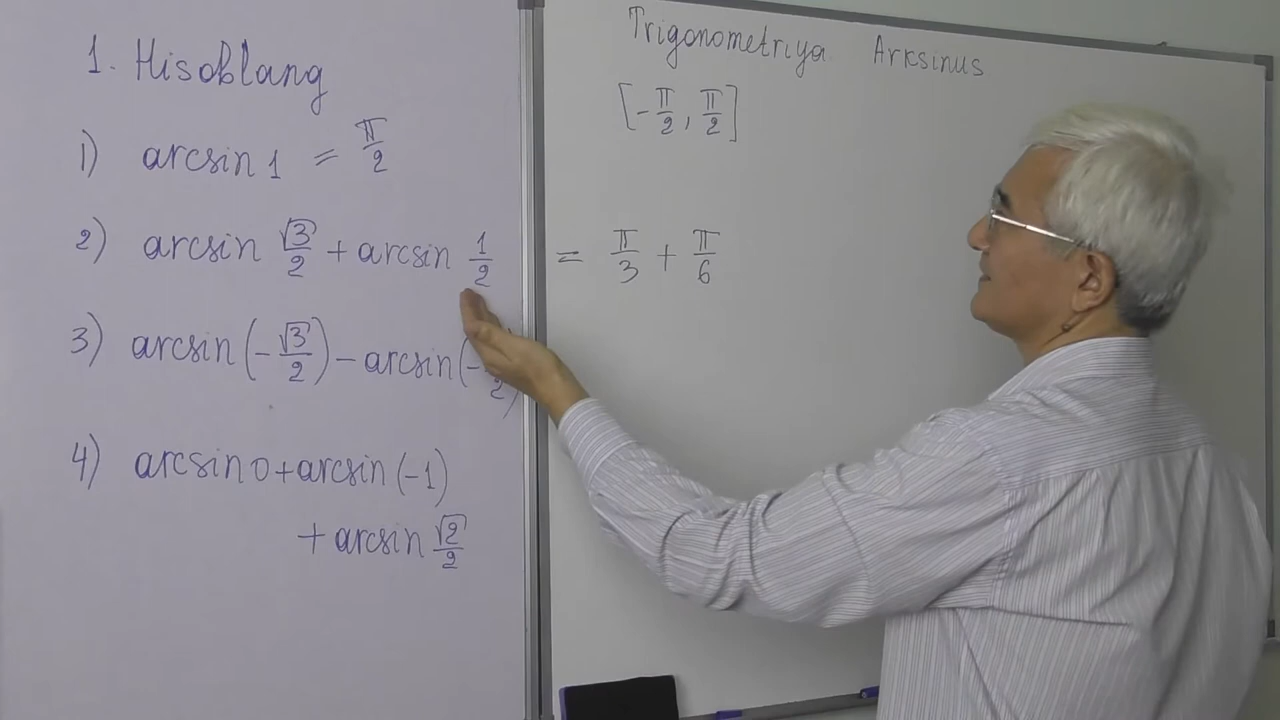 1. Hisoblang
1) arcsin 1 = π/2
2) arcsin √3/2 + arcsin 1/2
3) arcsin(-√3/2) - arcsin(-
4) arcsin 0 + arcsin (-1)
+ arcsin √2/2
Trigonometriya Arksinus
[-π/2, π/2]
= π/3 + π/6